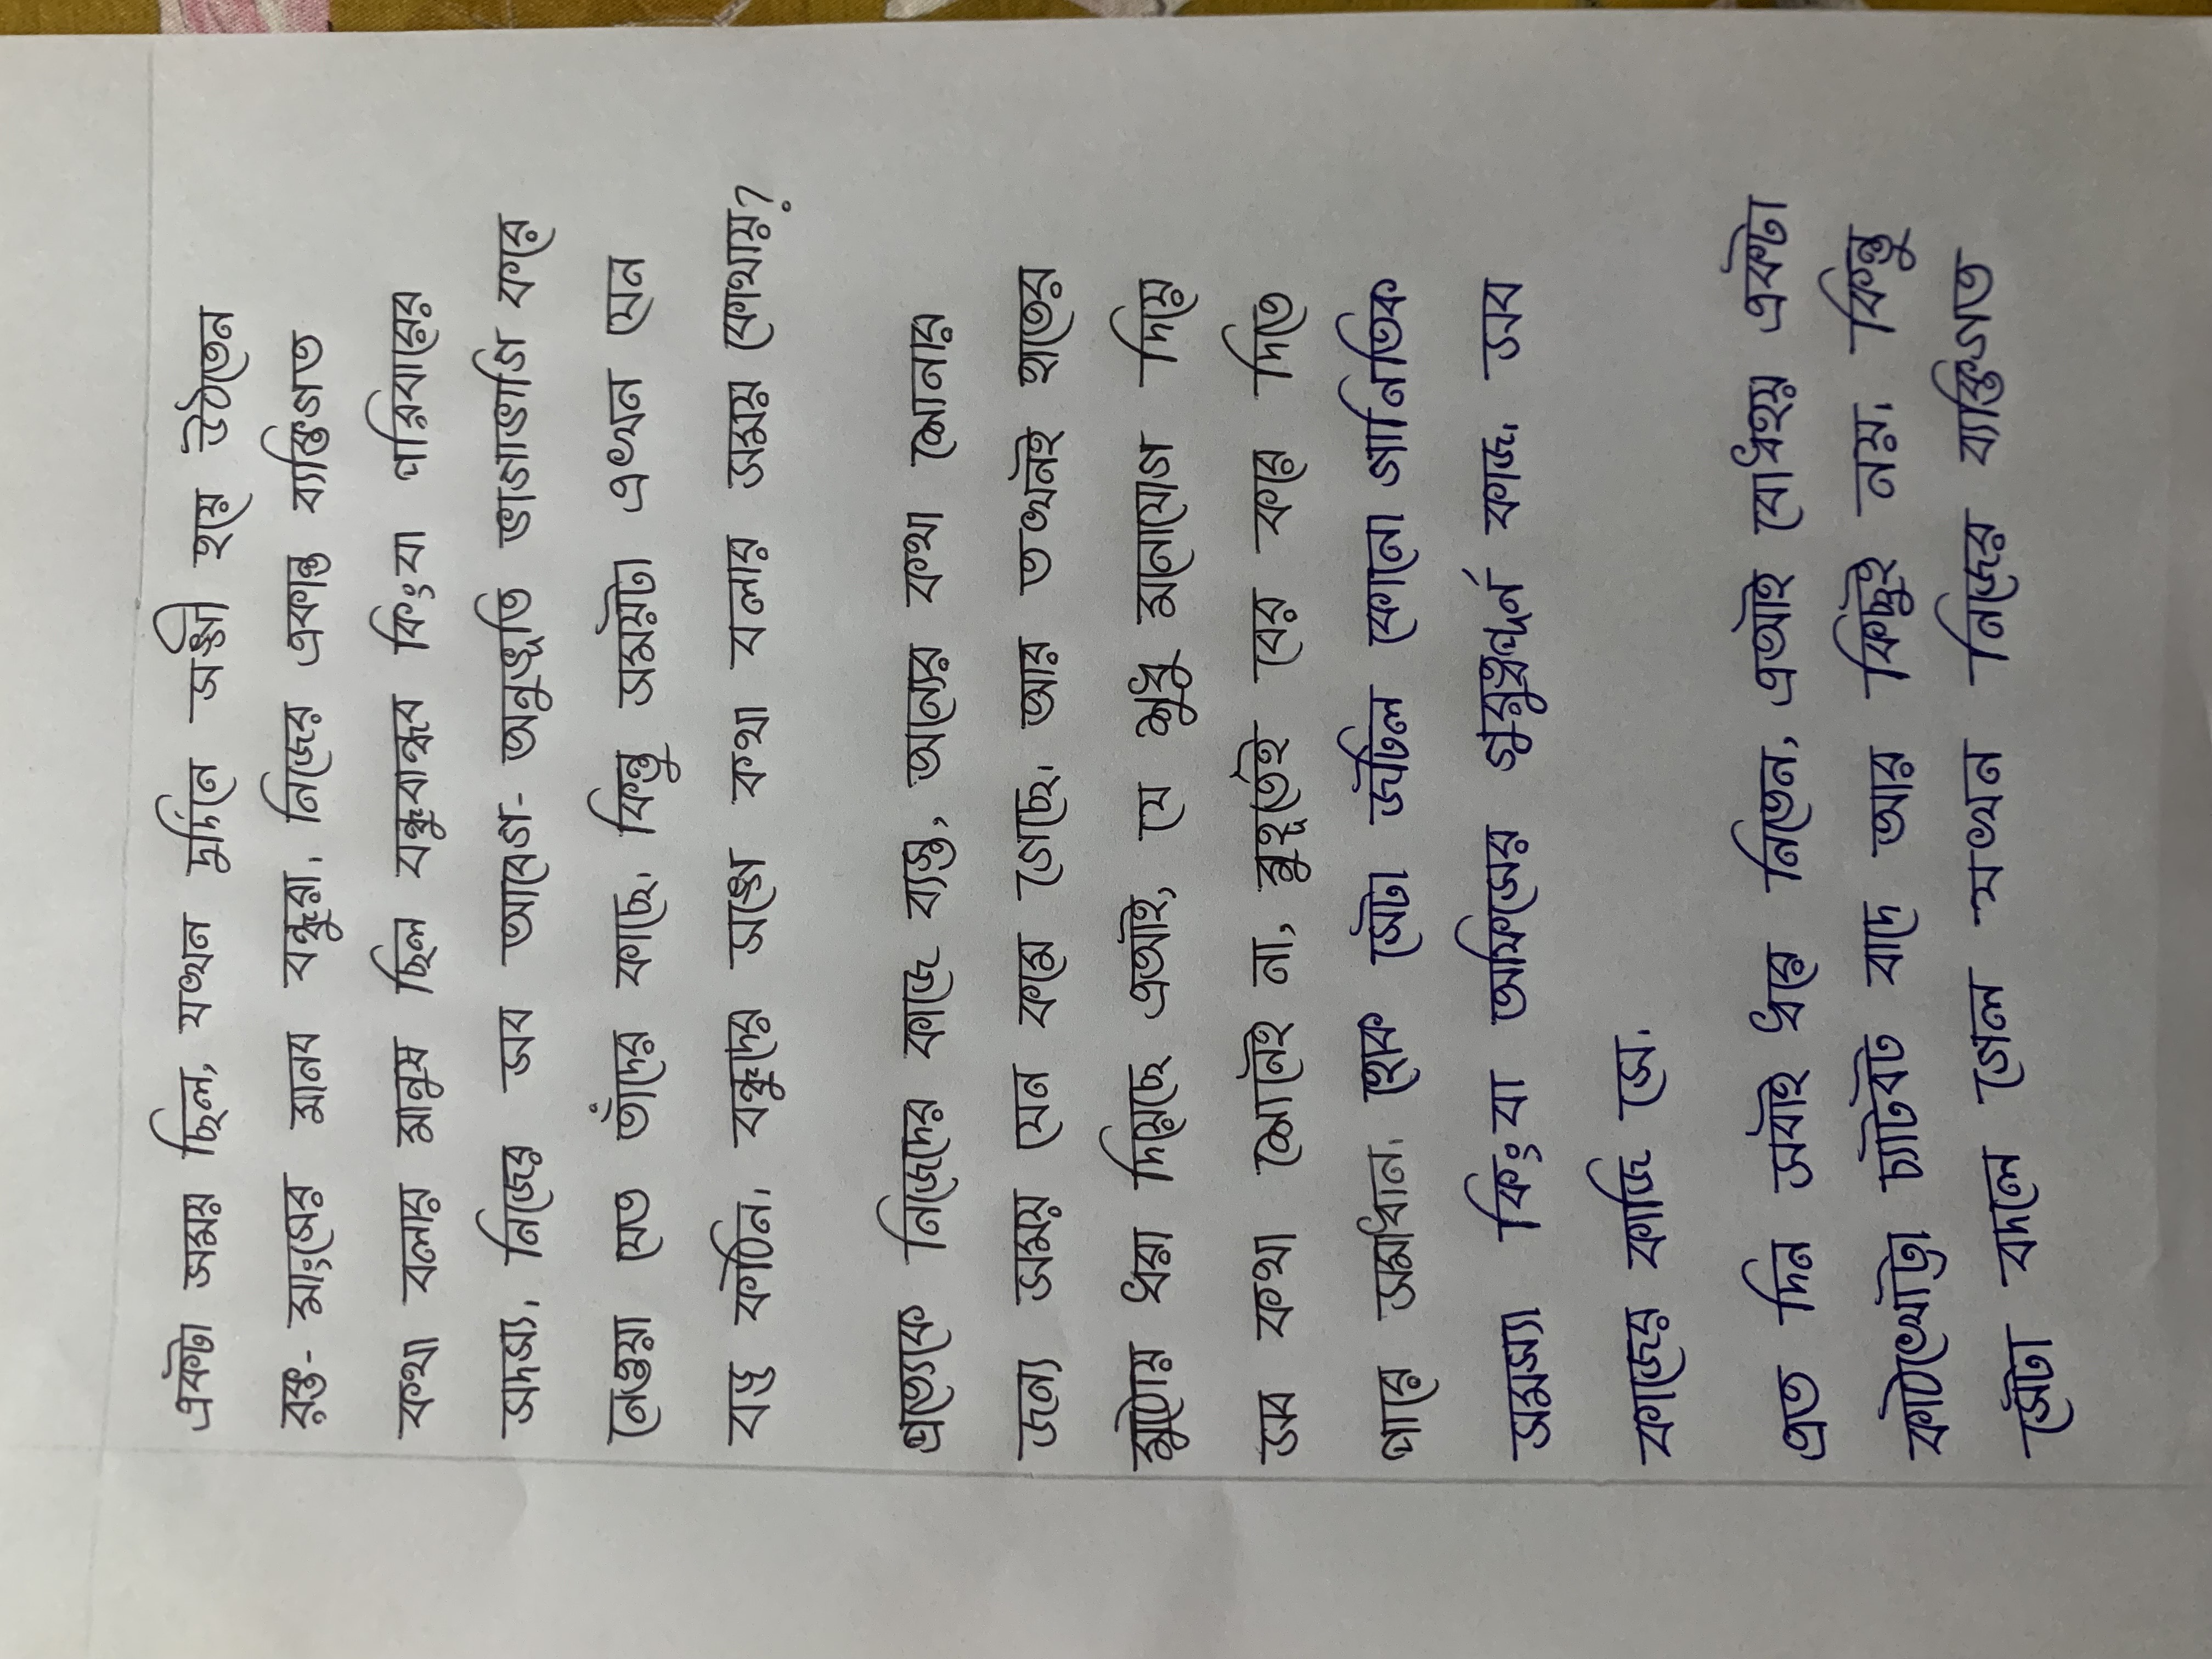 একটা সময় ছিল, যখন দুর্দিনে সঙ্গী হয়ে উঠতেন
রক্ত- মাংসের মানব বন্ধুরা। নিজের একান্ত ব্যক্তিগত
কথা বলার মানুষ ছিল বন্ধুবান্ধব কিংবা পরিবারের
সদস্য। নিজের সব আবেগ- অনুভূতি ভাগাভাগি করে
নেওয়া যেত তাঁদের কাছে। কিন্তু সময়টা এখন যেন
বড্ড কঠিন। বন্ধুদের সঙ্গে কথা বলার সময় কোথায়?
প্রত্যেকে নিজেদের কাজে ব্যস্ত, অন্যের কথা শোনার
জন্য সময় যেন কমে গেছে। আর তখনই হাতের
মুঠোয় ধরা দিয়েছে এআই, যে শুধু মনোযোগ দিয়ে
সব কথা শোনেই না, মুহূর্তেই বের করে দিতে
পারে সমাধান। হোক সেটা জটিল কোনো গানিতিক
সমস্যা কিংবা অফিসের গুরুত্বপূর্ন কাজ। সব
কাজের কাজি সে।
এত দিন সবাই ধরে নিতেন, এআই বোধহয় একটা
কাঠখোট্টা চ্যাটবট বাদে আর কিছুই নয়। কিন্তু
সেটা বদলে গেল যখন নিজের ব্যক্তিগত